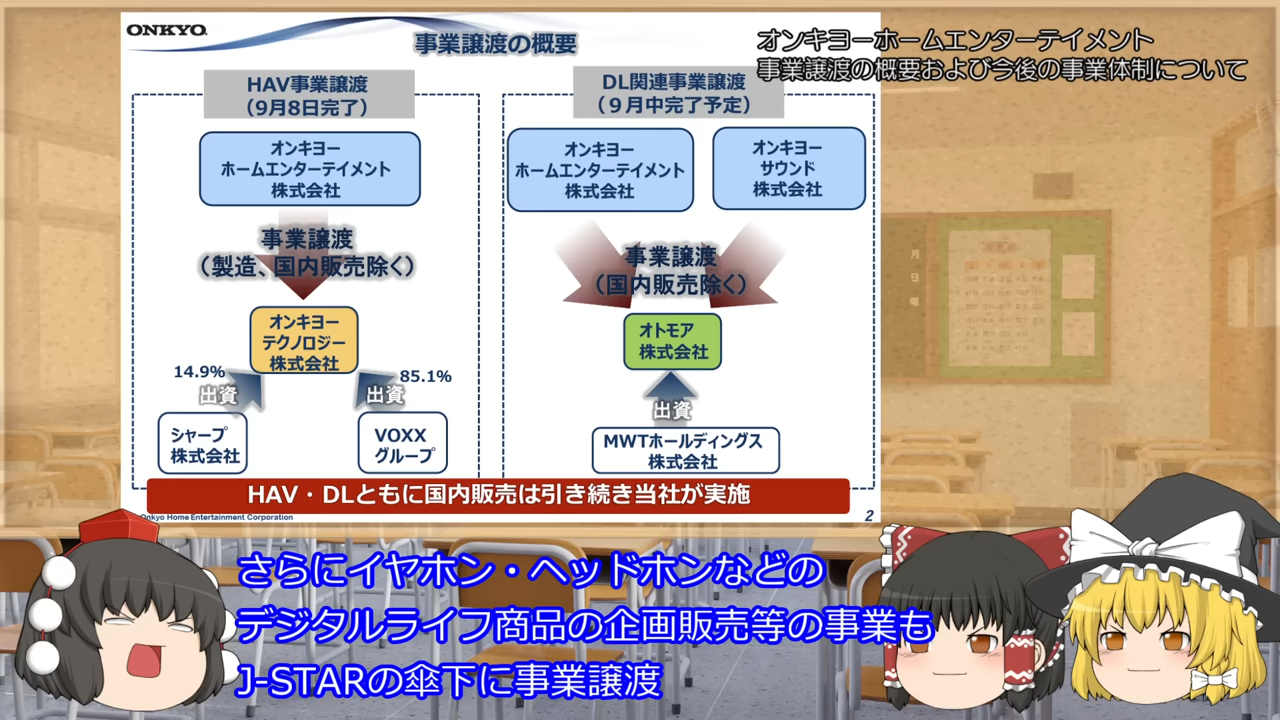 ONKYO
事業譲渡の概要
オンキヨーホームエンターテイメント
事業譲渡の概要および今後の事業体制について
HAV事業譲渡
(9月8日完了)
オンキヨー
ホームエンターテイメント
株式会社
事業譲渡
(製造、国内販売除く)
オンキヨー
テクノロジー
株式会社
14.9%
出資
85.1%
出資
シャープ
株式会社
VOXX
グループ
DL関連事業譲渡
(9月中完了予定)
オンキヨー
ホームエンターテイメント
株式会社
オンキヨー
サウンド
株式会社
事業譲渡
(国内販売除く)
オトモア
株式会社
出資
MWTホールディングス
株式会社
HAV・DLともに国内販売は引き続き当社が実施
Onkyo Home Entertainment Corporation
2
月
日
さらにイヤホン・ヘッドホンなどの
デジタルライフ商品の企画販売等の事業も
J-STARの傘下に事業譲渡